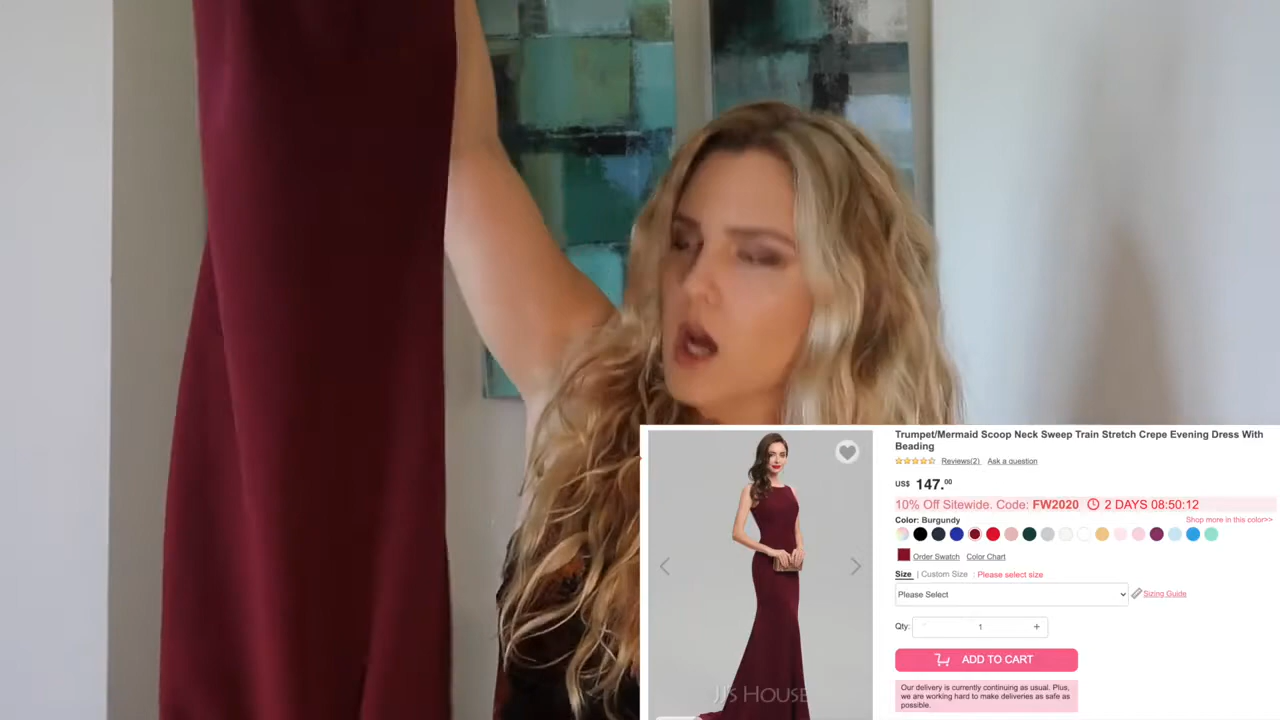 Trumpet/Mermaid Scoop Neck Sweep Train Stretch Crepe Evening Dress With
Beading
Reviews(2) Ask a question
US$ 147.00
10% Off Sitewide. Code: FW2020 2 DAYS 08:50:12
Color: Burgundy Shop more in this color>>
Order Swatch Color Chart
Size | Custom Size : Please select size
Please Select Sizing Guide
Qty: 1 +
ADD TO CART
Our delivery is currently continuing as usual. Plus,
we are working hard to make deliveries as safe as
possible.
JJ's HOUSE